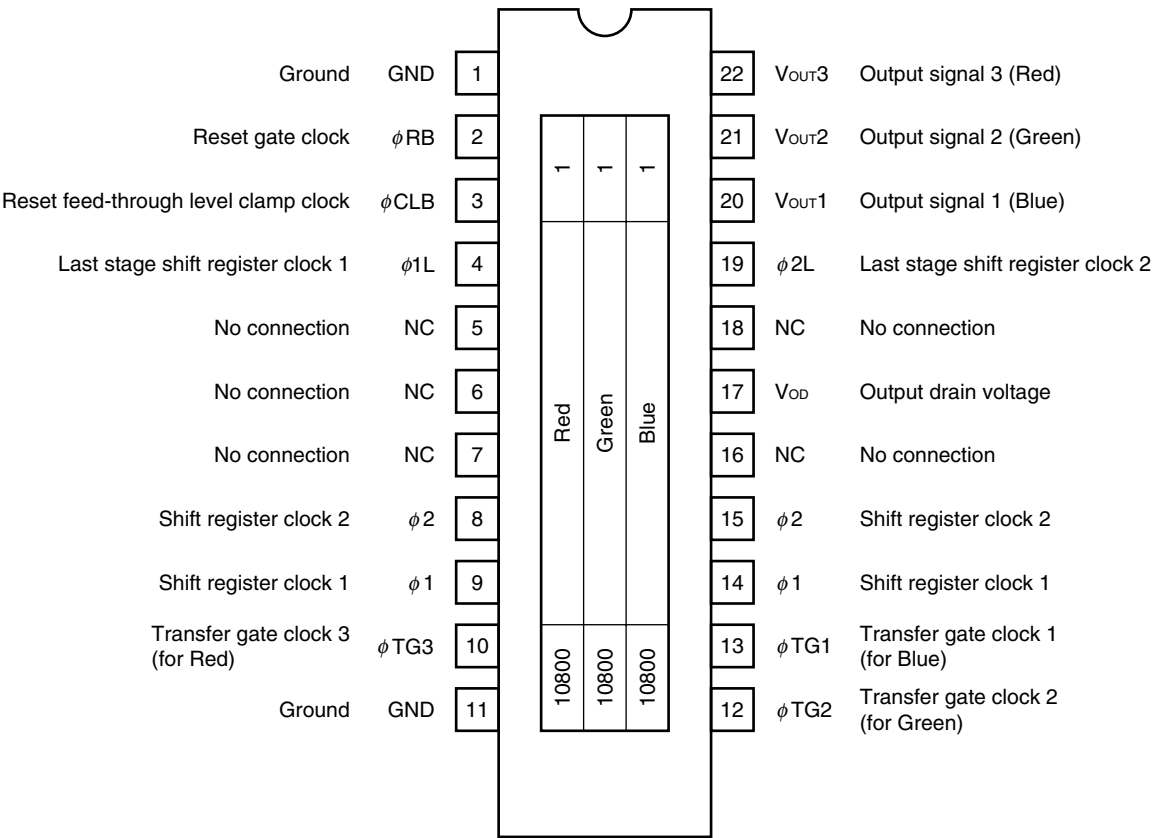 Ground GND 1
Reset gate clock ϕRB 2
Reset feed-through level clamp clock ϕCLB 3
Last stage shift register clock 1 ϕ1L 4
No connection NC 5
No connection NC 6
No connection NC 7
Shift register clock 2 ϕ2 8
Shift register clock 1 ϕ1 9
Transfer gate clock 3
(for Red) ϕTG3 10
Ground GND 11
1 1 1
Red Green Blue
10800 10800 10800
22 VOUT3 Output signal 3 (Red)
21 VOUT2 Output signal 2 (Green)
20 VOUT1 Output signal 1 (Blue)
19 ϕ2L Last stage shift register clock 2
18 NC No connection
17 VOD Output drain voltage
16 NC No connection
15 ϕ2 Shift register clock 2
14 ϕ1 Shift register clock 1
13 ϕTG1 Transfer gate clock 1
(for Blue)
12 ϕTG2 Transfer gate clock 2
(for Green)